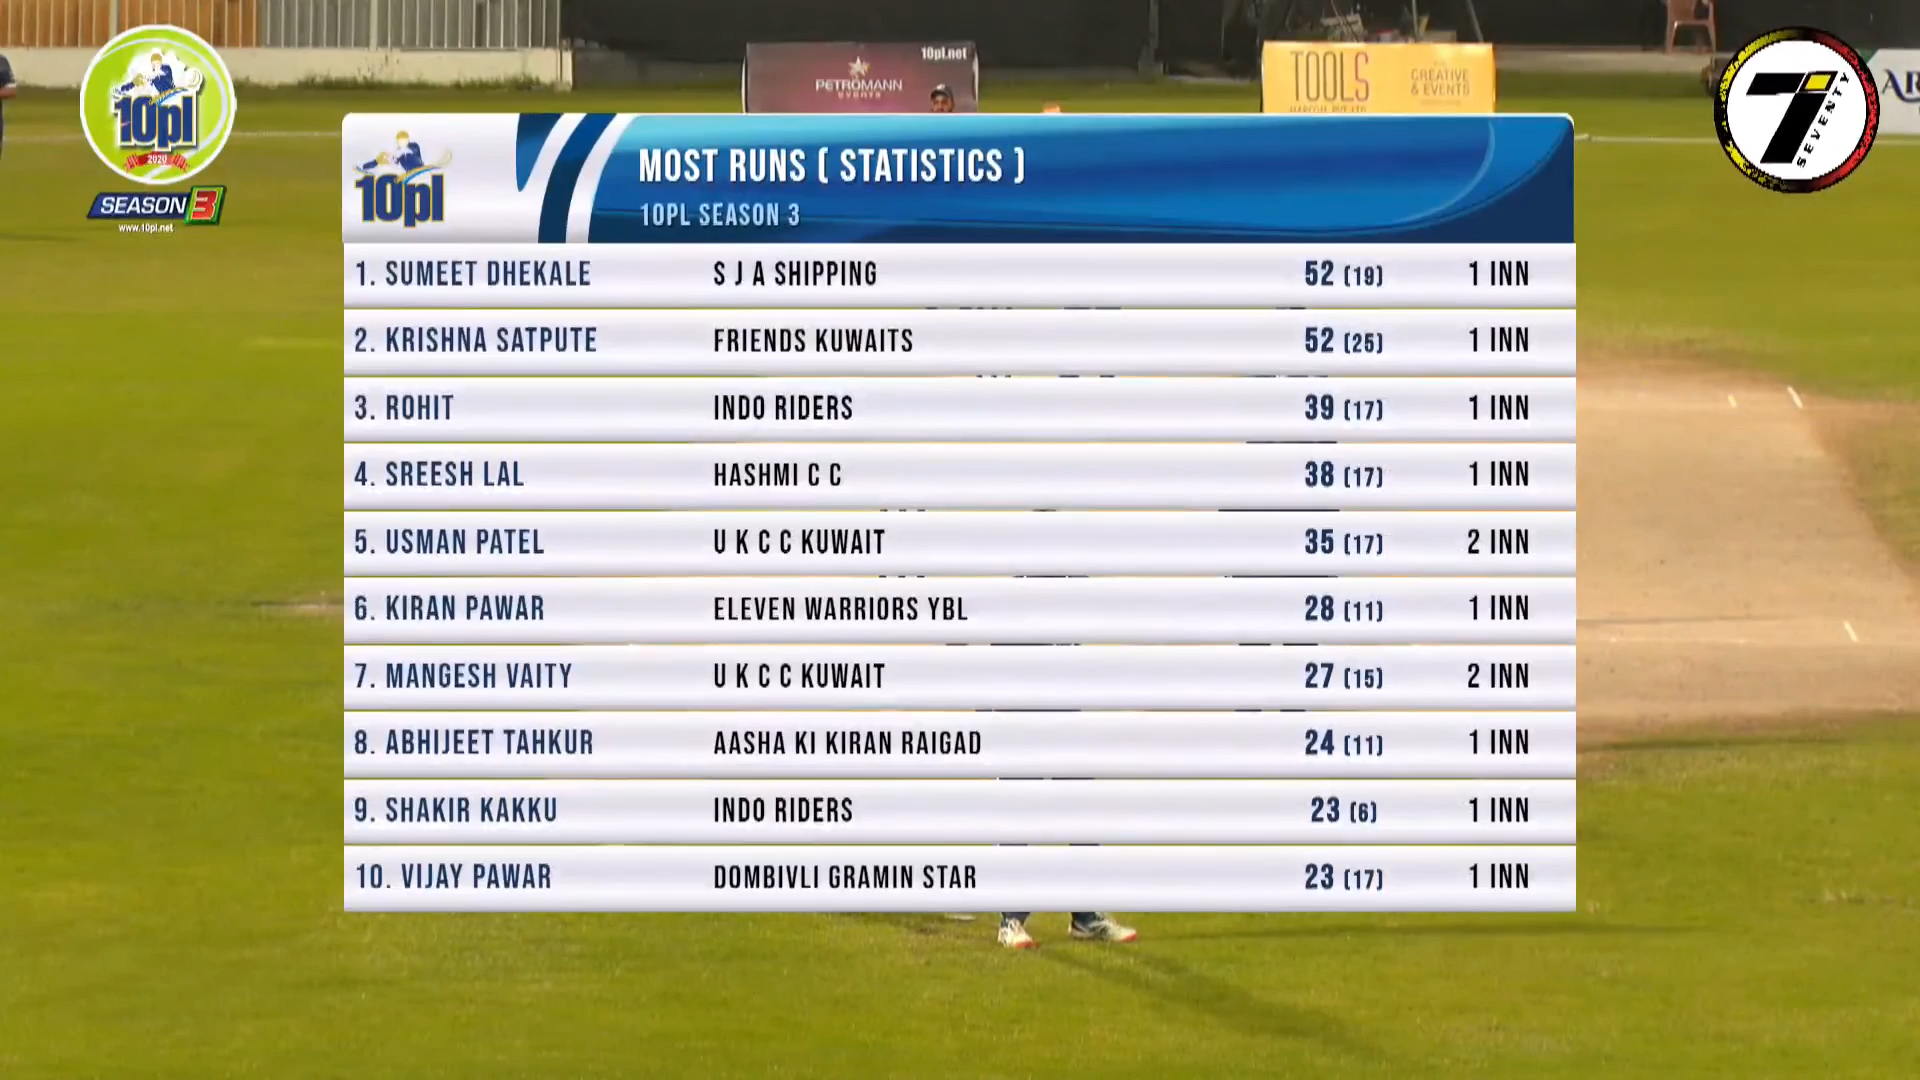 10pl
2020
SEASON 3
www.10pl.net
10pl.net
PETROMANN
EVENTS
TOOLS
CREATIVE
& EVENTS
7
SEVENTY
10pl
MOST RUNS ( STATISTICS )
10PL SEASON 3
1. SUMEET DHEKALE S J A SHIPPING 52 (19) 1 INN
2. KRISHNA SATPUTE FRIENDS KUWAITS 52 (25) 1 INN
3. ROHIT INDO RIDERS 39 (17) 1 INN
4. SREESH LAL HASHMI C C 38 (17) 1 INN
5. USMAN PATEL U K C C KUWAIT 35 (17) 2 INN
6. KIRAN PAWAR ELEVEN WARRIORS YBL 28 (11) 1 INN
7. MANGESH VAITY U K C C KUWAIT 27 (15) 2 INN
8. ABHIJEET TAHKUR AASHA KI KIRAN RAIGAD 24 (11) 1 INN
9. SHAKIR KAKKU INDO RIDERS 23 (6) 1 INN
10. VIJAY PAWAR DOMBIVLI GRAMIN STAR 23 (17) 1 INN